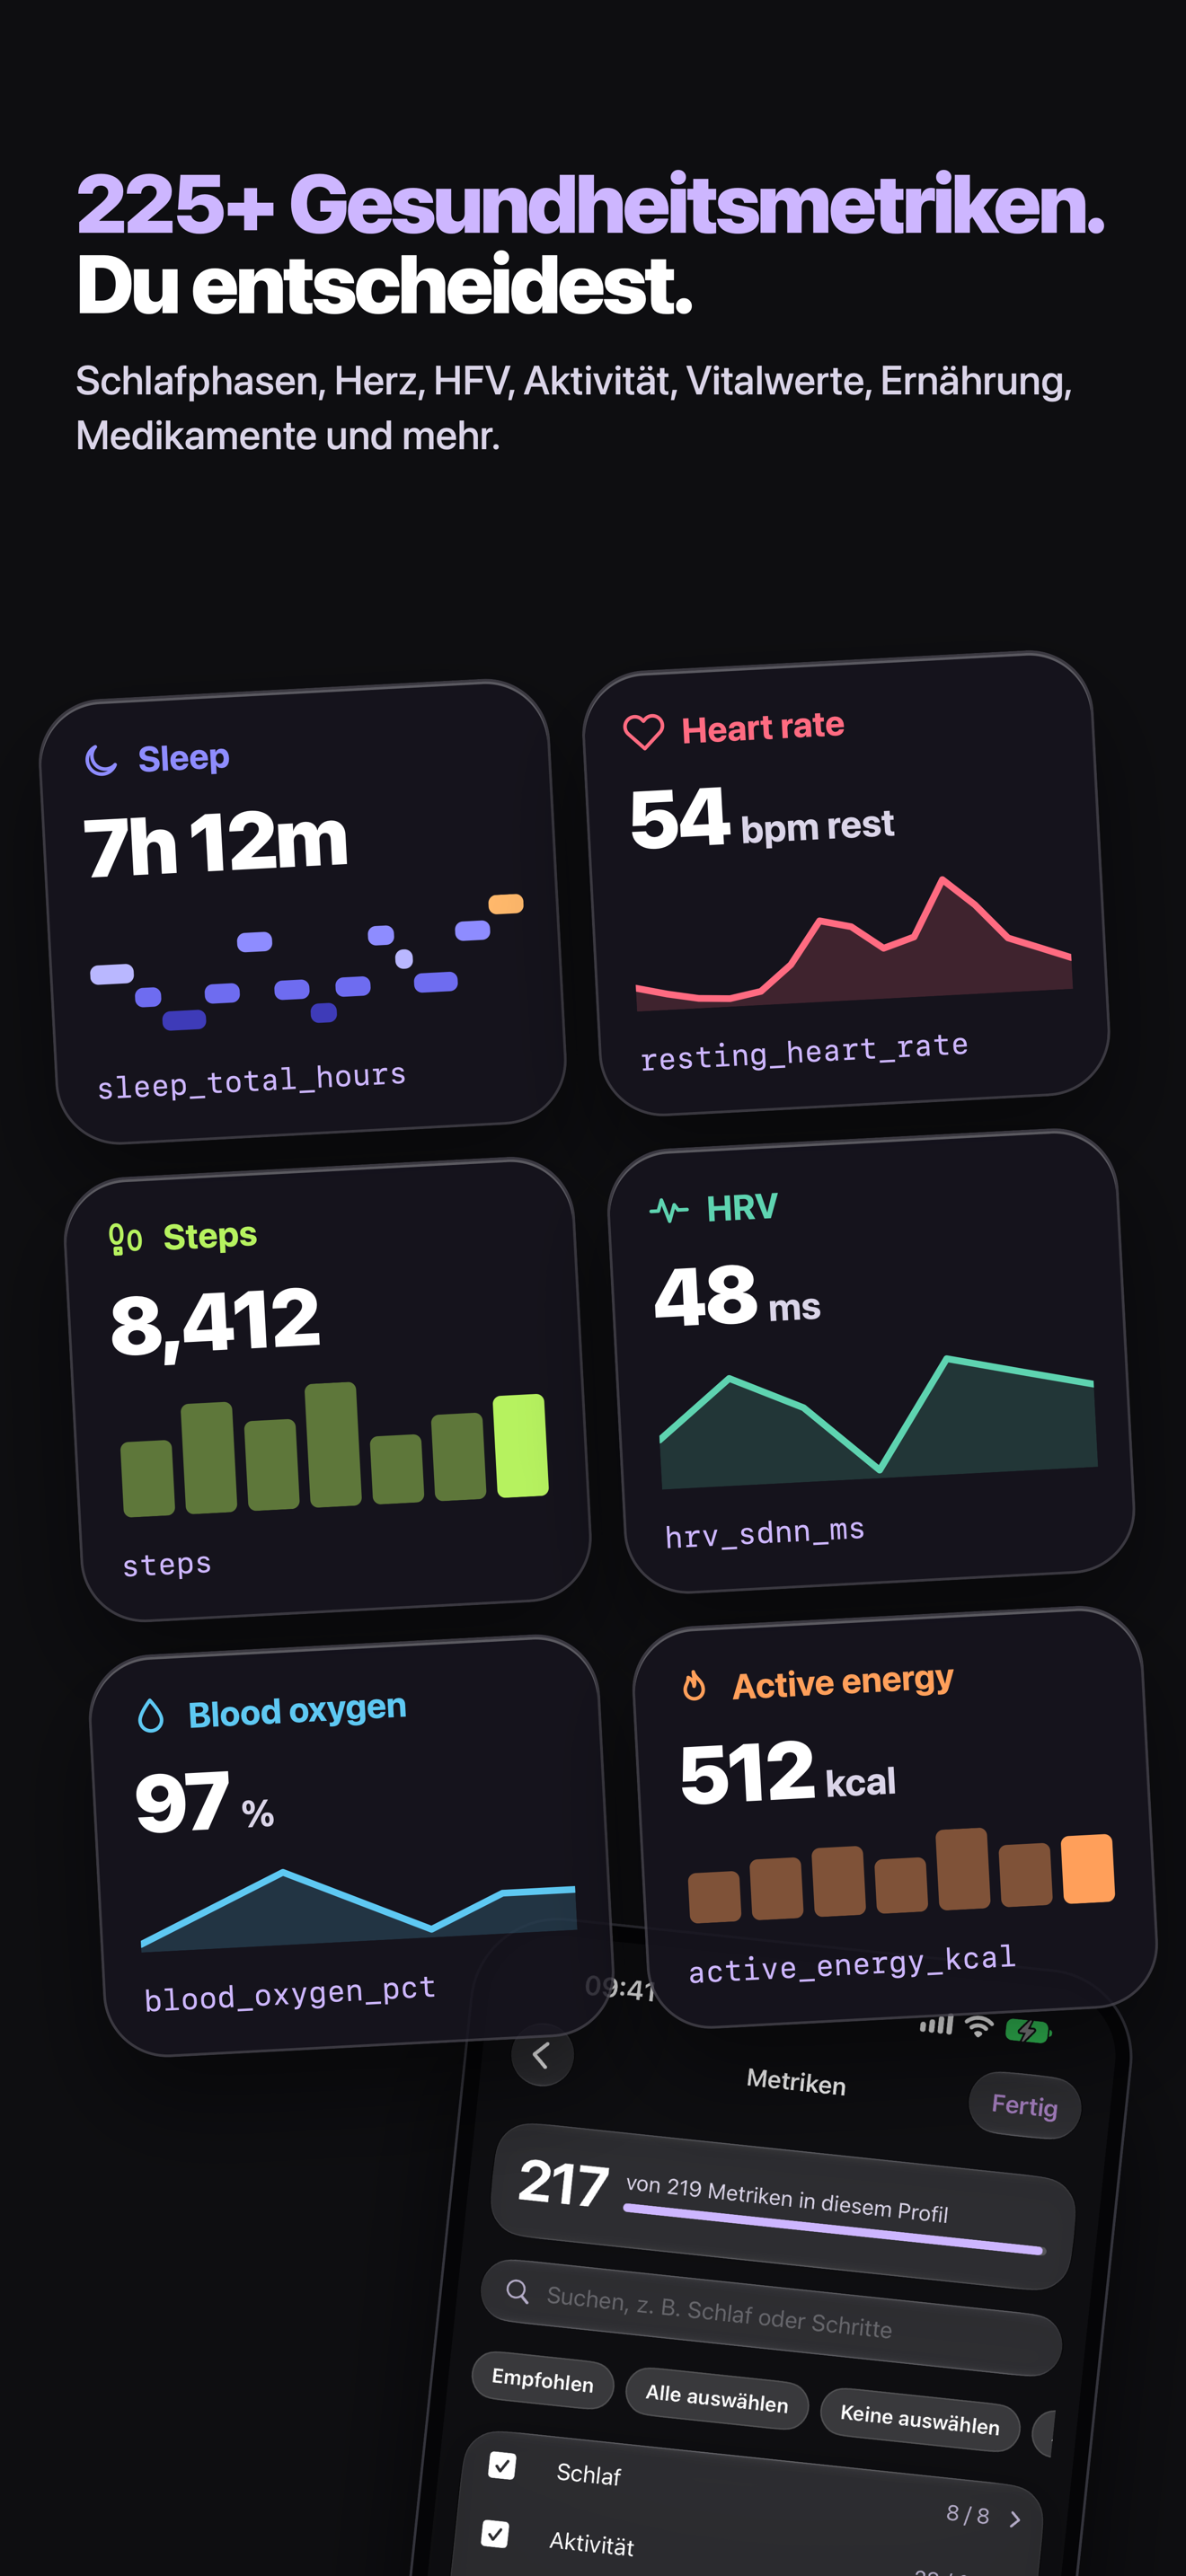 225+ Gesundheitsmetriken.
Du entscheidest.
Schlafphasen, Herz, HFV, Aktivität, Vitalwerte, Ernährung,
Medikamente und mehr.
Sleep
7h 12m
sleep_total_hours
Heart rate
54 bpm rest
resting_heart_rate
Steps
8,412
steps
HRV
48 ms
hrv_sdnn_ms
Blood oxygen
97 %
blood_oxygen_pct
Active energy
512 kcal
active_energy_kcal
09:41
Metriken
Fertig
217 von 219 Metriken in diesem Profil
Suchen, z. B. Schlaf oder Schritte
Empfohlen
Alle auswählen
Keine auswählen
Schlaf
8 / 8
Aktivität